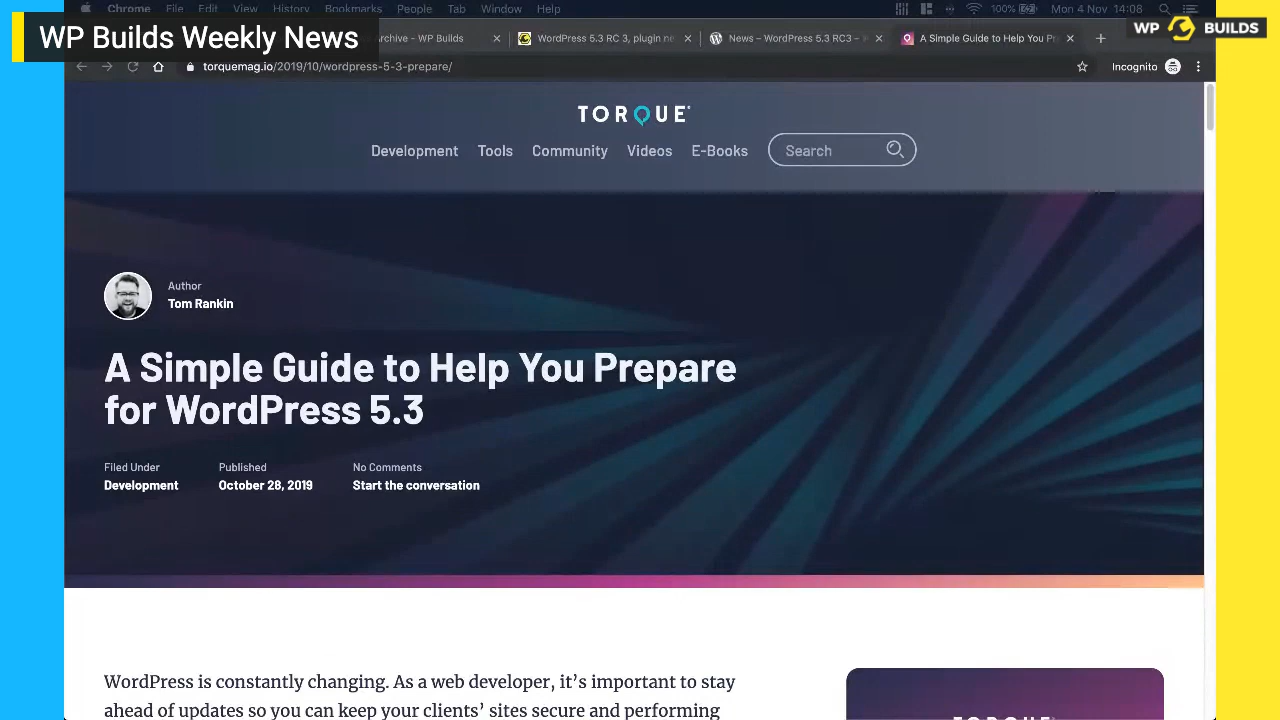 Chrome File Edit View History Bookmarks People Tab Window Help 100% Mon 4 Nov 14:08
WP Builds Weekly News
WP BUILDS
Archive - WP Builds
WordPress 5.3 RC 3, plugin ne
News – WordPress 5.3 RC3 –
A Simple Guide to Help You Pr
torquemag.io/2019/10/wordpress-5-3-prepare/
Incognito
TORQUE
Development Tools Community Videos E-Books Search
Author
Tom Rankin
A Simple Guide to Help You Prepare
for WordPress 5.3
Filed Under Published No Comments
Development October 28, 2019 Start the conversation
WordPress is constantly changing. As a web developer, it’s important to stay
ahead of updates so you can keep your clients’ sites secure and performing
TORQUE